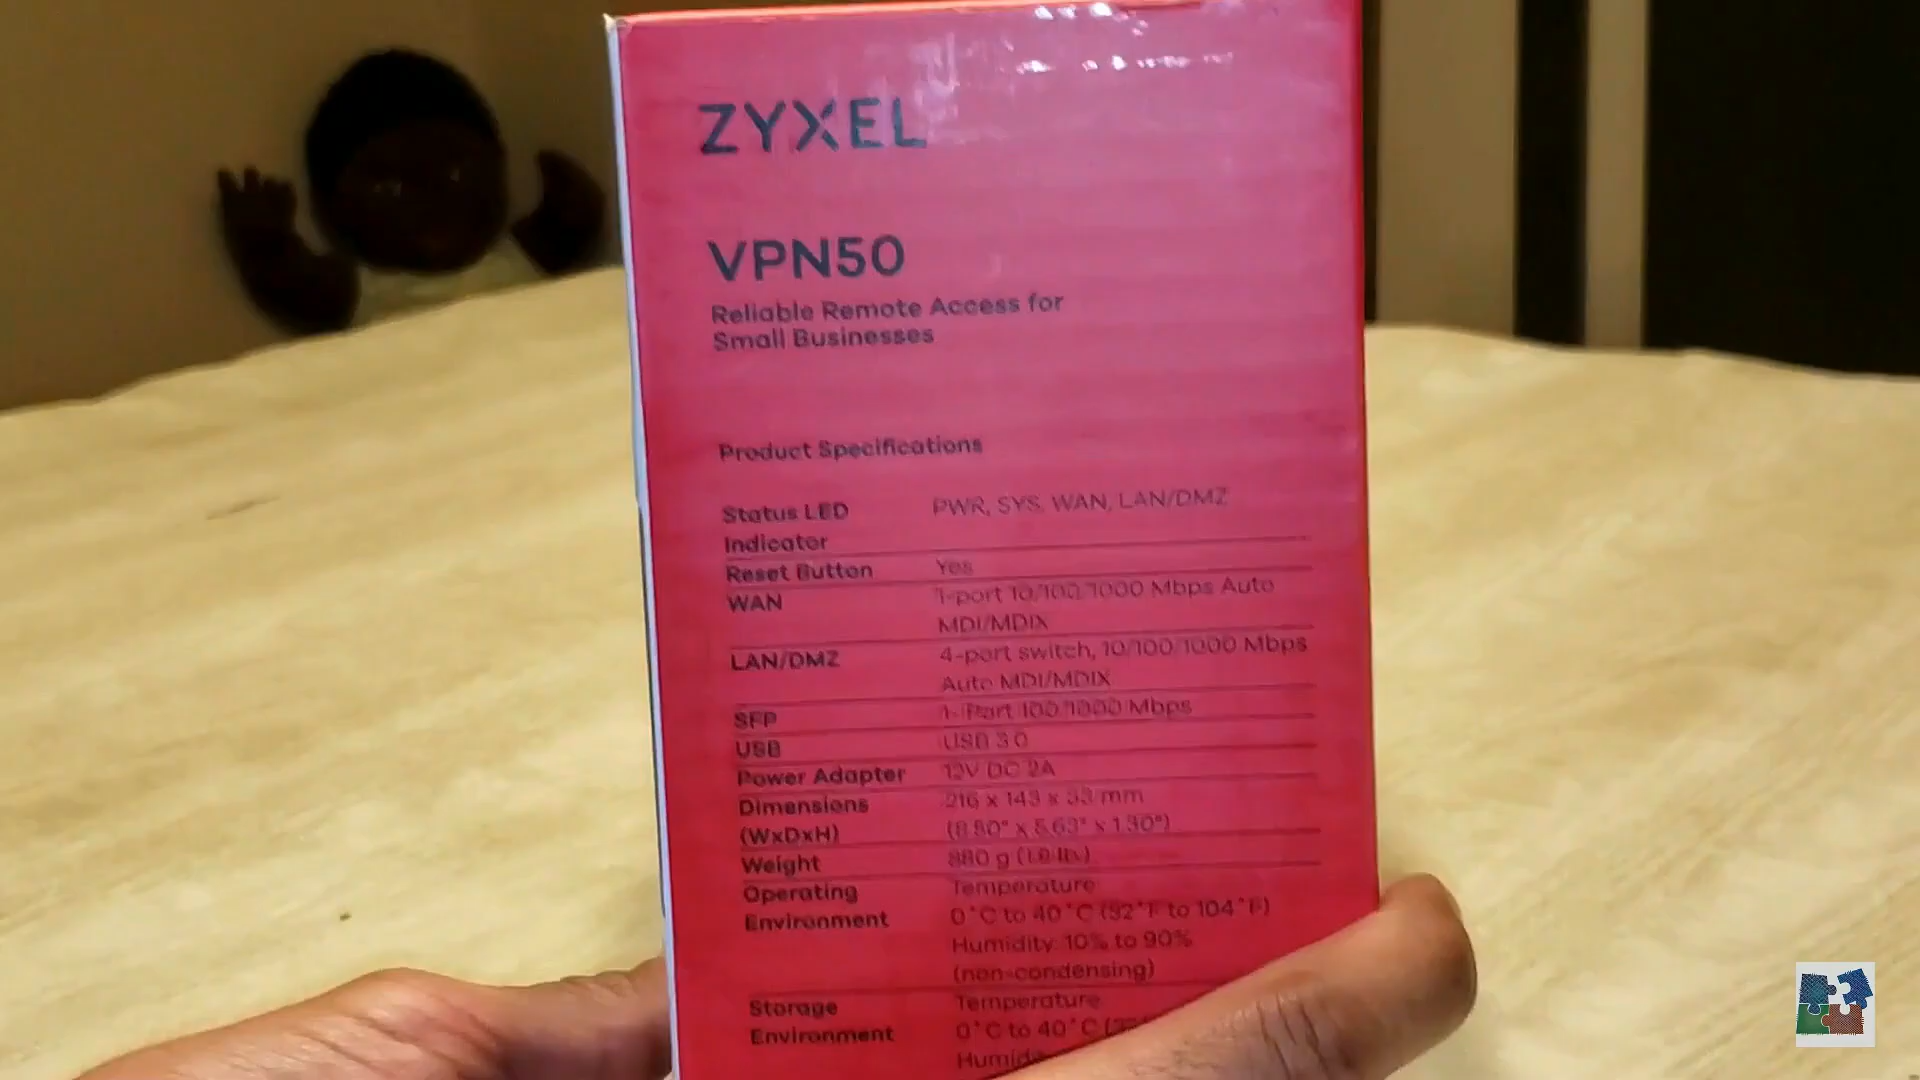 ZYXEL
VPN50
Reliable Remote Access for
Small Businesses
Product Specifications
Status LED PWR, SYS, WAN, LAN/DMZ
Indicator
Reset Button Yes
WAN 1-port 10/100/1000 Mbps Auto
MDI/MDIX
LAN/DMZ 4-port switch, 10/100/1000 Mbps
Auto MDI/MDIX
SFP 1-Port 100/1000 Mbps
USB USB 3.0
Power Adapter 12V DC 2A
Dimensions 216 x 143 x 33 mm
(WxDxH) (8.50" x 5.63" x 1.30")
Weight 880 g
Operating Temperature:
Environment 0°C to 40°C (32°F to 104°F)
Humidity: 10% to 90%
(non-condensing)
Storage Temperature:
Environment 0°C to 40°C